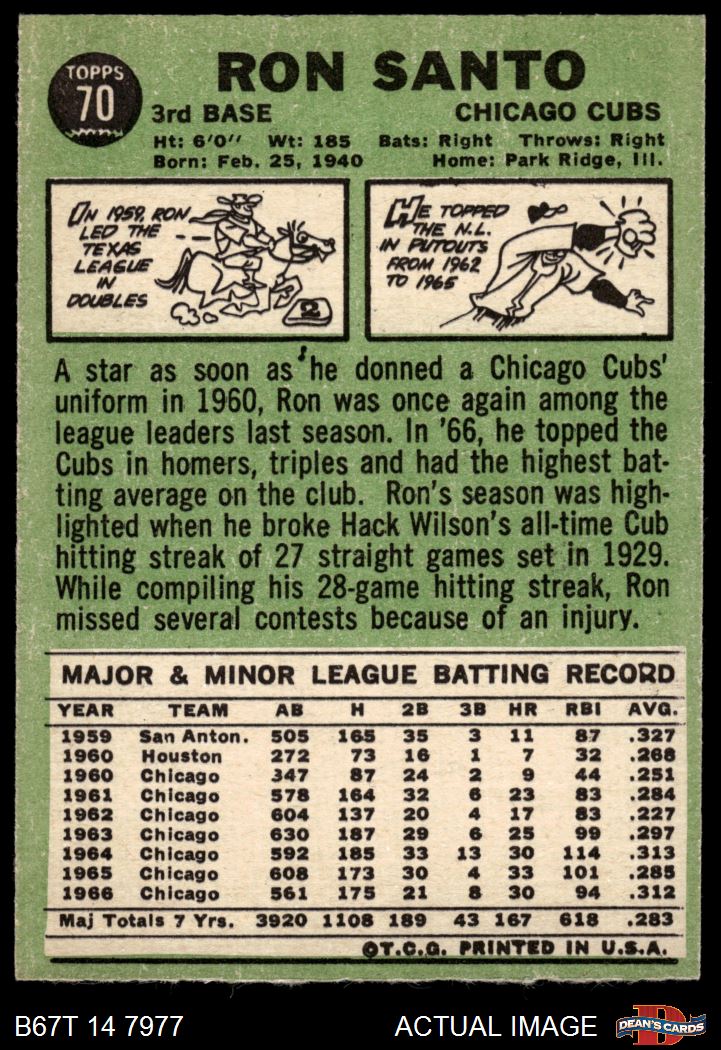 TOPPS
70
RON SANTO
3rd BASE CHICAGO CUBS
Ht: 6'0" Wt: 185 Bats: Right Throws: Right
Born: Feb. 25, 1940 Home: Park Ridge, Ill.
IN 1959, RON
LED THE
TEXAS
LEAGUE
IN
DOUBLES
2
HE TOPPED
THE N.L.
IN PUTOUTS
FROM 1962
TO 1965
A star as soon as he donned a Chicago Cubs'
uniform in 1960, Ron was once again among the
league leaders last season. In '66, he topped the
Cubs in homers, triples and had the highest bat-
ting average on the club. Ron's season was high-
lighted when he broke Hack Wilson's all-time Cub
hitting streak of 27 straight games set in 1929.
While compiling his 28-game hitting streak, Ron
missed several contests because of an injury.
MAJOR & MINOR LEAGUE BATTING RECORD
YEAR TEAM AB H 2B 3B HR RBI AVG.
1959 San Anton. 505 165 35 3 11 87 .327
1960 Houston 272 73 16 1 7 32 .268
1960 Chicago 347 87 24 2 9 44 .251
1961 Chicago 578 164 32 6 23 83 .284
1962 Chicago 604 137 20 4 17 83 .227
1963 Chicago 630 187 29 6 25 99 .297
1964 Chicago 592 185 33 13 30 114 .313
1965 Chicago 608 173 30 4 33 101 .285
1966 Chicago 561 175 21 8 30 94 .312
Maj Totals 7 Yrs. 3920 1108 189 43 167 618 .283
©T.C.G. PRINTED IN U.S.A.
B67T 14 7977 ACTUAL IMAGE D DEAN'S CARDS